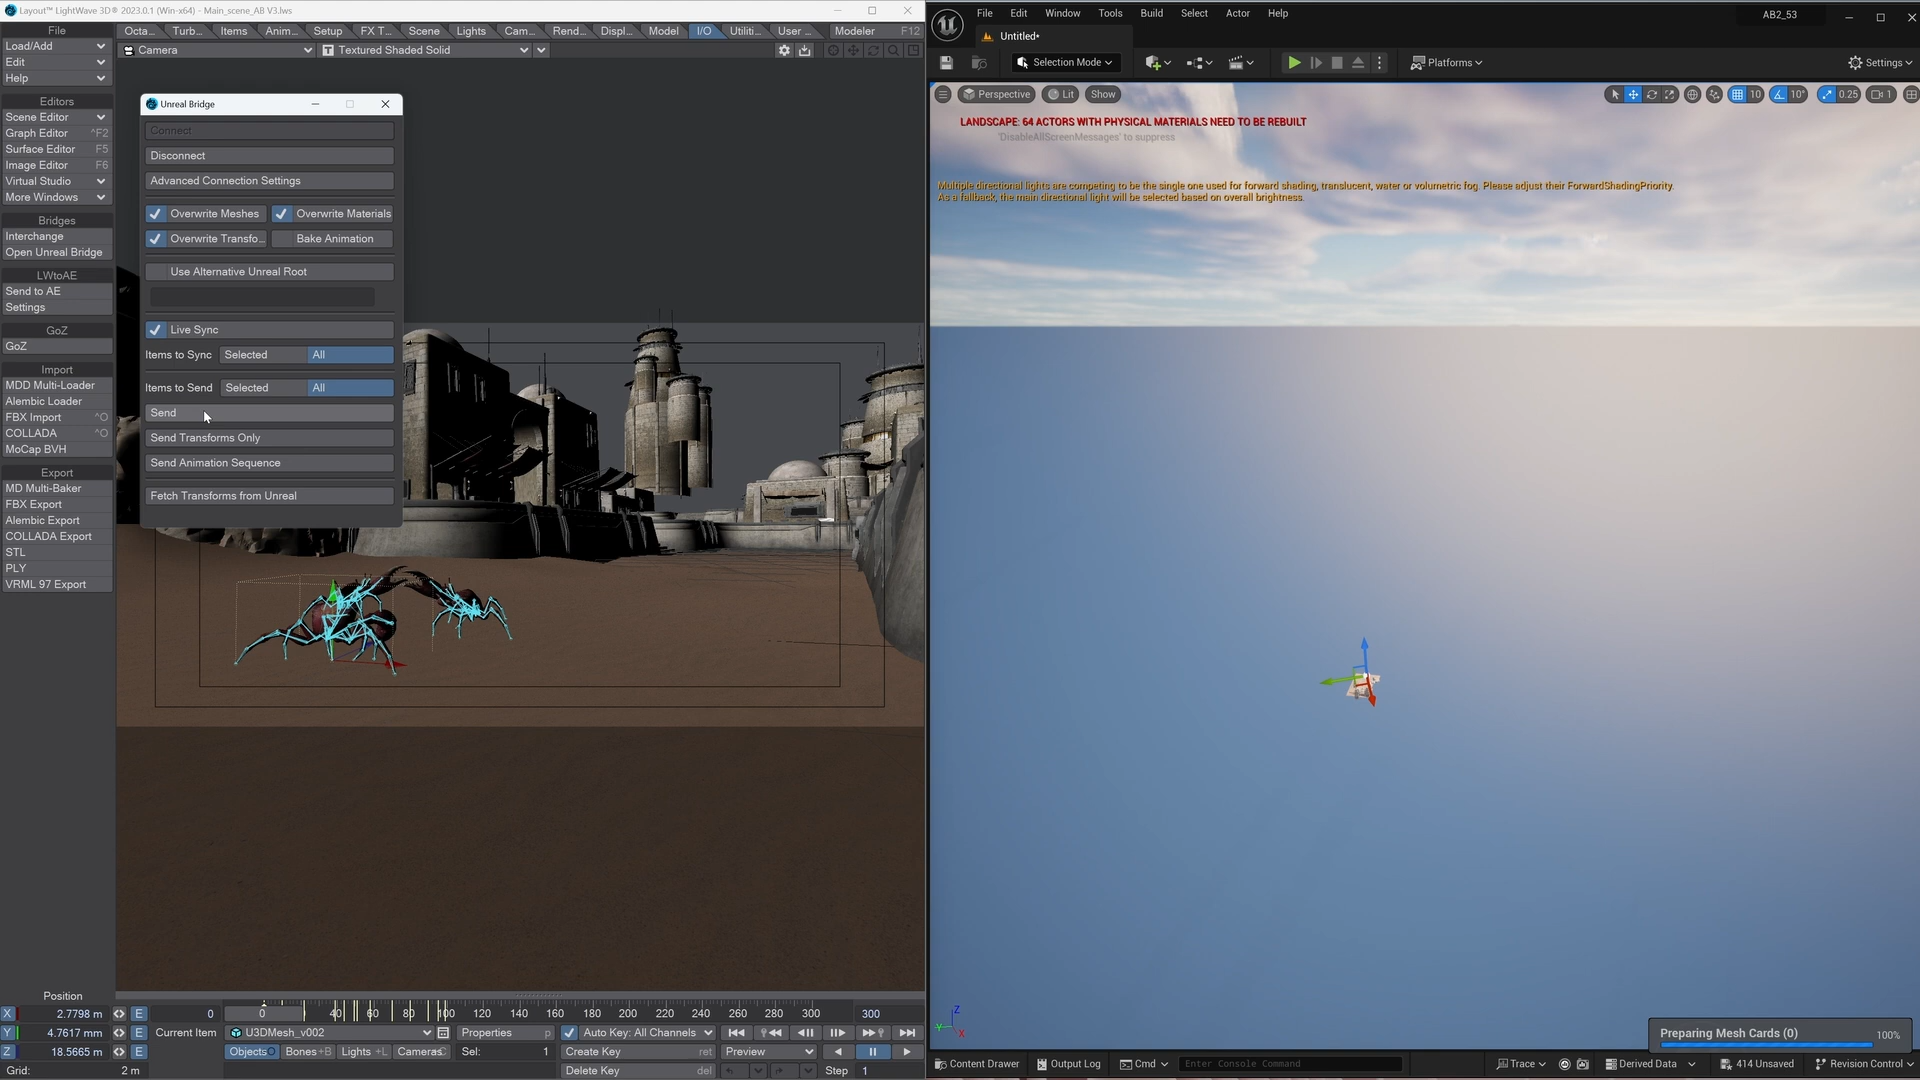 Layout™ LightWave 3D® 2023.0.1 (Win-x64) - Main_scene_AB V3.lws
File
Octa...
Turb...
Items
Anim...
Setup
FX T...
Scene
Lights
Cam...
Rend...
Displ...
Model
I/O
Utiliti...
User ...
Modeler
F12
Load/Add
Edit
Help
Camera
Textured Shaded Solid
Editors
Scene Editor
Graph Editor ^F2
Surface Editor F5
Image Editor F6
Virtual Studio
More Windows
Bridges
Interchange
Open Unreal Bridge
LWtoAE
Send to AE
Settings
GoZ
GoZ
Import
MDD Multi-Loader
Alembic Loader
FBX Import ^O
COLLADA ^O
MoCap BVH
Export
MD Multi-Baker
FBX Export
Alembic Export
COLLADA Export
STL
PLY
VRML 97 Export
Unreal Bridge
Connect
Disconnect
Advanced Connection Settings
Overwrite Meshes
Overwrite Materials
Overwrite Transfo...
Bake Animation
Use Alternative Unreal Root
Live Sync
Items to Sync Selected All
Items to Send Selected All
Send
Send Transforms Only
Send Animation Sequence
Fetch Transforms from Unreal
Position
X 2.7798 m E
Y 4.7617 mm E
Z 18.5665 m E
Grid: 2 m
0
0 40 60 80 100 120 140 160 180 200 220 240 260 280 300
300
Current Item U3DMesh_v002
Properties p
Auto Key: All Channels
ObjectsO Bones+B Lights +L CamerasC
Sel: 1
Create Key ret
Preview
Delete Key del
Step 1
File Edit Window Tools Build Select Actor Help
AB2_53
Untitled*
Selection Mode
Platforms
Settings
Perspective
Lit
Show
10
10°
0.25
1
LANDSCAPE: 64 ACTORS WITH PHYSICAL MATERIALS NEED TO BE REBUILT
'DisableAllScreenMessages' to suppress
Multiple directional lights are competing to be the single one used for forward shading, translucent, water or volumetric fog. Please adjust their ForwardShadingPriority.
As a fallback, the main directional light will be selected based on overall brightness.
Z
Y
X
Preparing Mesh Cards (0) 100%
Content Drawer
Output Log
Cmd
Enter Console Command
Trace
Derived Data
414 Unsaved
Revision Control